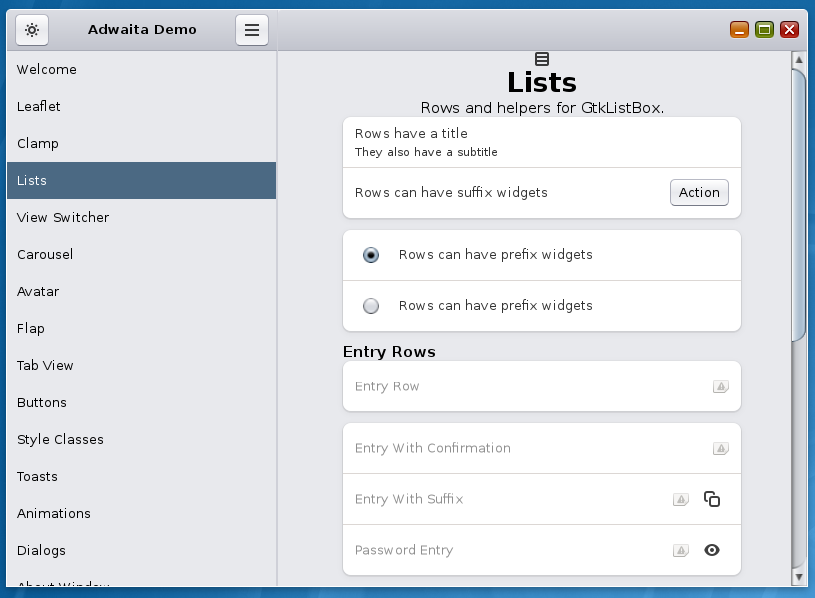 Adwaita Demo
Welcome
Leaflet
Clamp
Lists
View Switcher
Carousel
Avatar
Flap
Tab View
Buttons
Style Classes
Toasts
Animations
Dialogs
About Window
Lists
Rows and helpers for GtkListBox.
Rows have a title
They also have a subtitle
Rows can have suffix widgets
Action
Rows can have prefix widgets
Rows can have prefix widgets
Entry Rows
Entry Row
Entry With Confirmation
Entry With Suffix
Password Entry